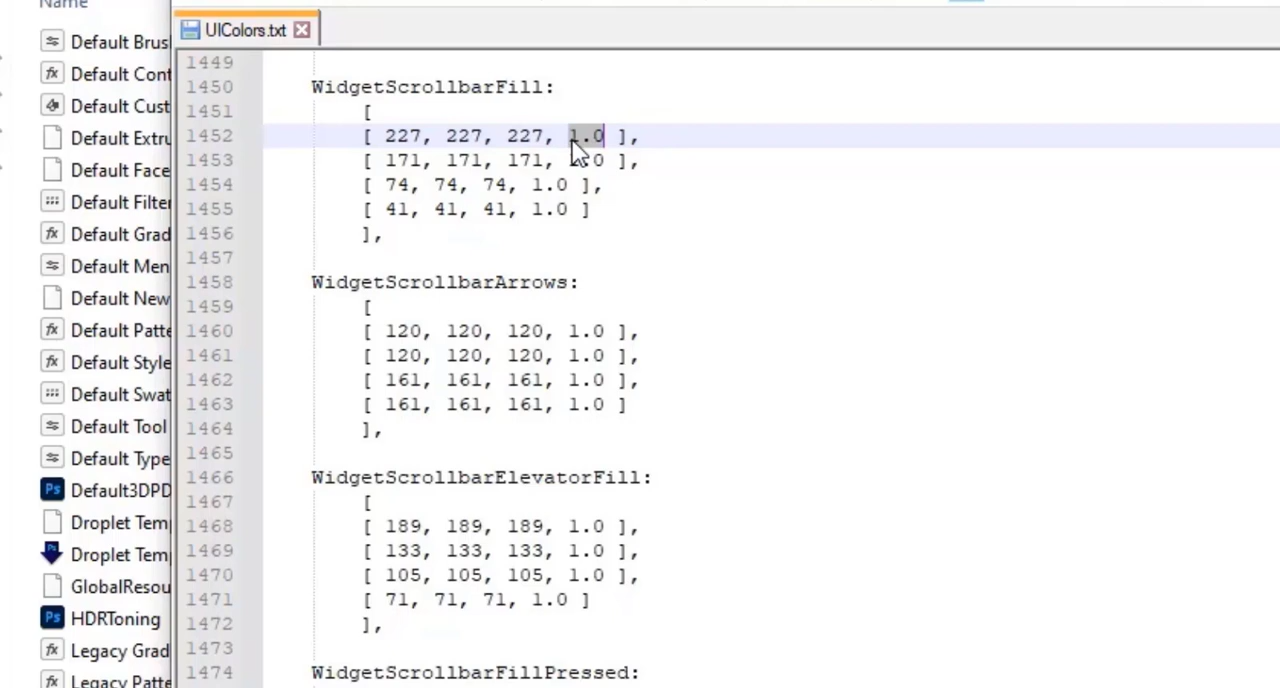 Name
Default Brus
Default Cont
Default Cust
Default Extru
Default Face
Default Filter
Default Grad
Default Men
Default New
Default Patte
Default Style
Default Swat
Default Tool
Default Type
Default3DPD
Droplet Tem
Droplet Tem
GlobalResou
HDRToning
Legacy Grad
Legacy Patte
UIColors.txt
1449
1450 WidgetScrollbarFill:
1451 [
1452 [ 227, 227, 227, 1.0 ],
1453 [ 171, 171, 171, 1.0 ],
1454 [ 74, 74, 74, 1.0 ],
1455 [ 41, 41, 41, 1.0 ]
1456 ],
1457
1458 WidgetScrollbarArrows:
1459 [
1460 [ 120, 120, 120, 1.0 ],
1461 [ 120, 120, 120, 1.0 ],
1462 [ 161, 161, 161, 1.0 ],
1463 [ 161, 161, 161, 1.0 ]
1464 ],
1465
1466 WidgetScrollbarElevatorFill:
1467 [
1468 [ 189, 189, 189, 1.0 ],
1469 [ 133, 133, 133, 1.0 ],
1470 [ 105, 105, 105, 1.0 ],
1471 [ 71, 71, 71, 1.0 ]
1472 ],
1473
1474 WidgetScrollbarFillPressed: